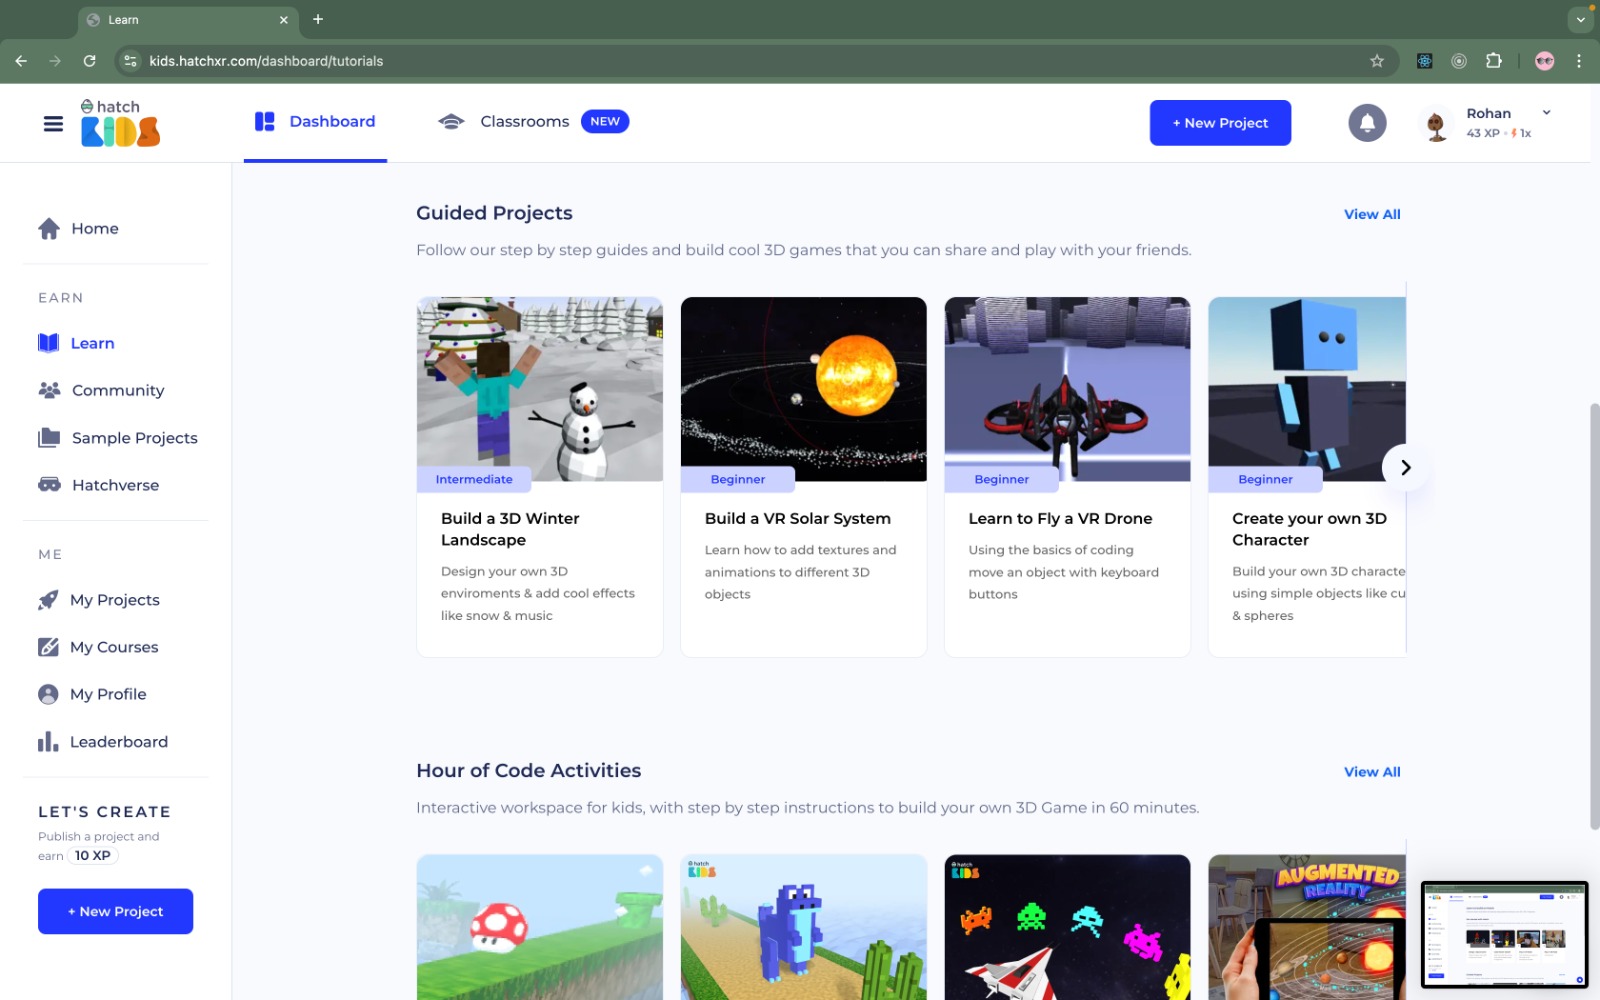 Learn
kids.hatchxr.com/dashboard/tutorials
hatch
KIDS
Dashboard
Classrooms
NEW
+ New Project
Rohan
43 XP • 1x
Home
EARN
Learn
Community
Sample Projects
Hatchverse
ME
My Projects
My Courses
My Profile
Leaderboard
LET'S CREATE
Publish a project and
earn 10 XP
+ New Project
Guided Projects
View All
Follow our step by step guides and build cool 3D games that you can share and play with your friends.
Intermediate
Build a 3D Winter
Landscape
Design your own 3D
enviroments & add cool effects
like snow & music
Beginner
Build a VR Solar System
Learn how to add textures and
animations to different 3D
objects
Beginner
Learn to Fly a VR Drone
Using the basics of coding
move an object with keyboard
buttons
Beginner
Create your own 3D
Character
Build your own 3D characte
using simple objects like cu
& spheres
Hour of Code Activities
View All
Interactive workspace for kids, with step by step instructions to build your own 3D Game in 60 minutes.
hatch
KIDS
hatch
KIDS
AUGMENTED
REALITY